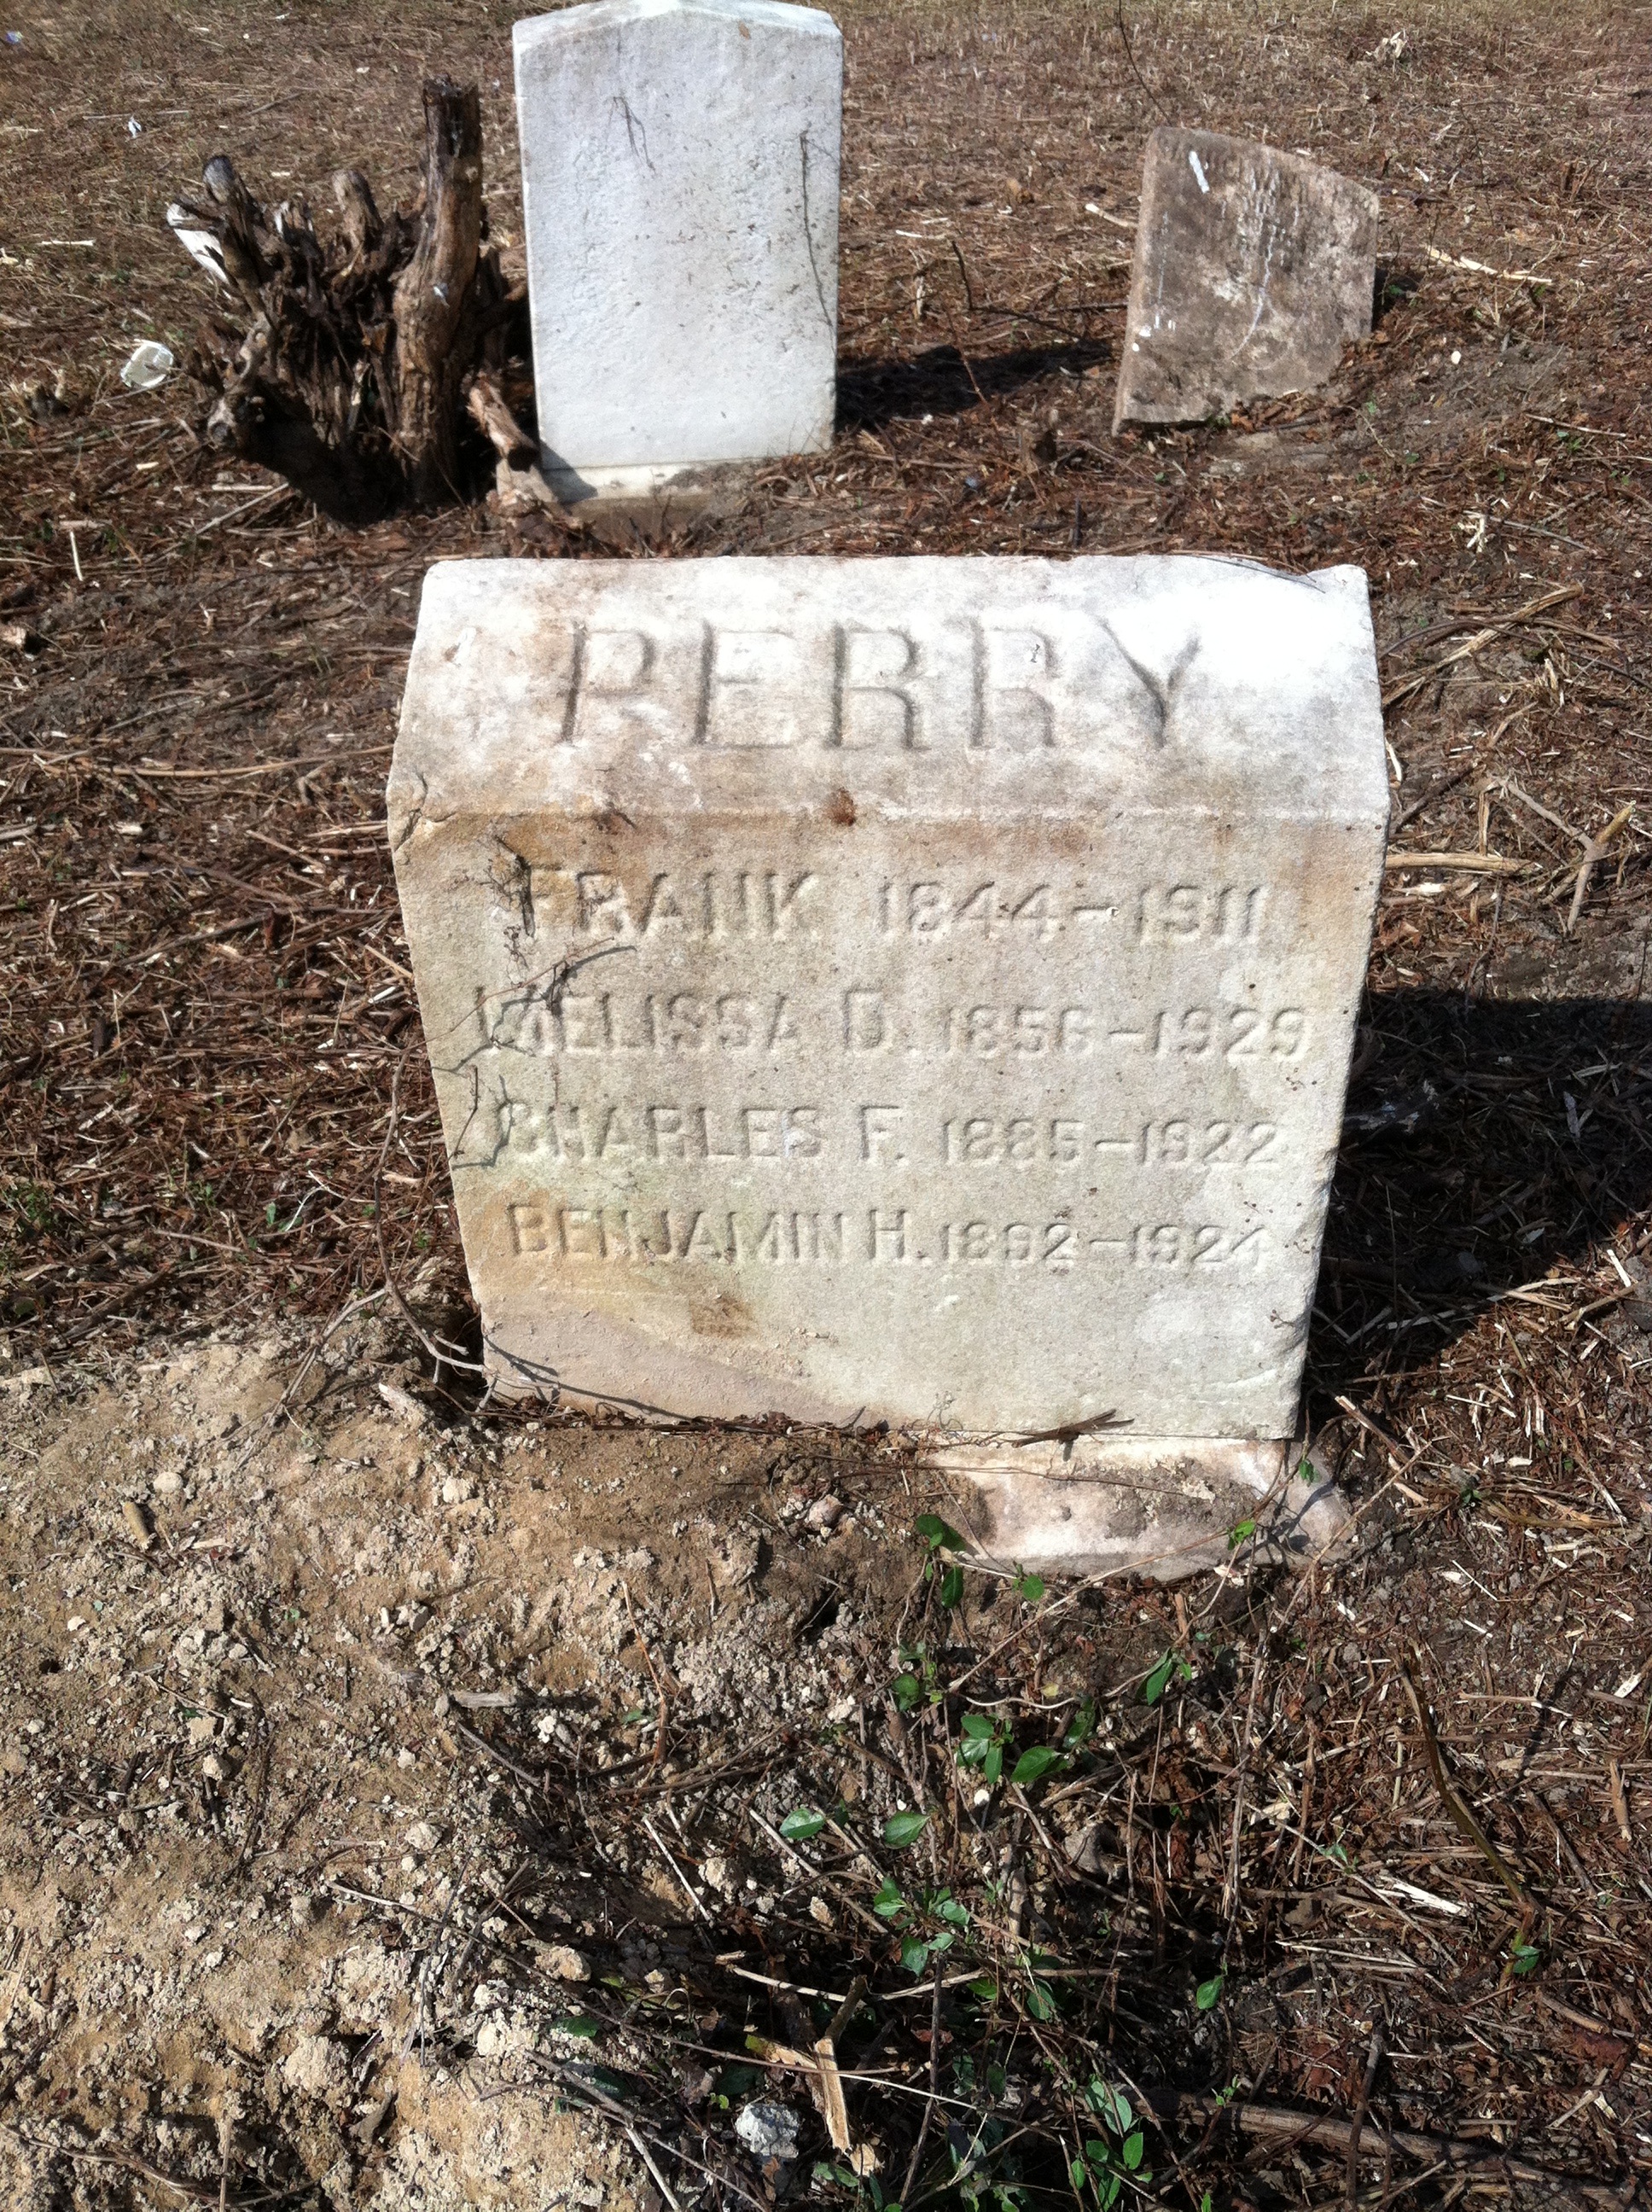 PERRY
FRANK 1844-1911
MELISSA D. 1856-1929
CHARLES F. 1885-1922
BENJAMIN H. 1892-1924